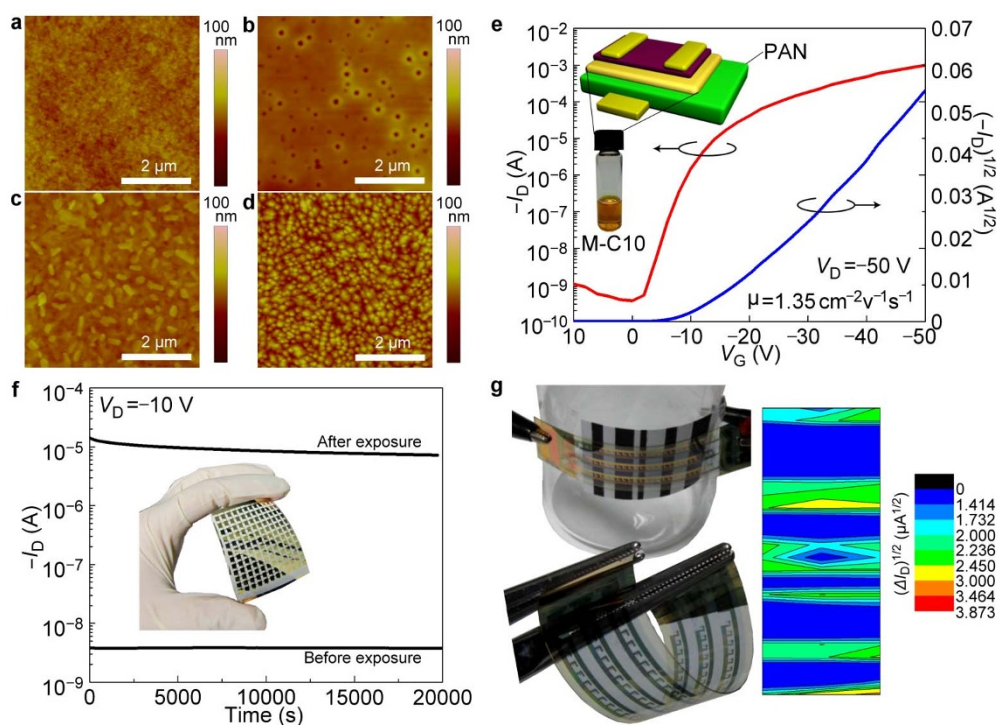 a
100
nm
2 μm
b
100
nm
2 μm
c
100
nm
2 μm
d
100
nm
2 μm
e
10⁻²
10⁻³
10⁻⁴
10⁻⁵
10⁻⁶
10⁻⁷
10⁻⁸
10⁻⁹
10⁻¹⁰
−I_D (A)
PAN
M-C10
V_D=−50 V
μ=1.35 cm⁻²v⁻¹s⁻¹
0.07
0.06
0.05
0.04
0.03
0.02
0.01
0
(−I_D)^1/2 (A^1/2)
10 0 −10 −20 −30 −40 −50
V_G (V)
f
10⁻⁴
10⁻⁵
10⁻⁶
10⁻⁷
10⁻⁸
10⁻⁹
−I_D (A)
V_D=−10 V
After exposure
Before exposure
0 5000 10000 15000 20000
Time (s)
g
(ΔI_D)^1/2 (μA^1/2)
0
1.414
1.732
2.000
2.236
2.450
3.000
3.464
3.873